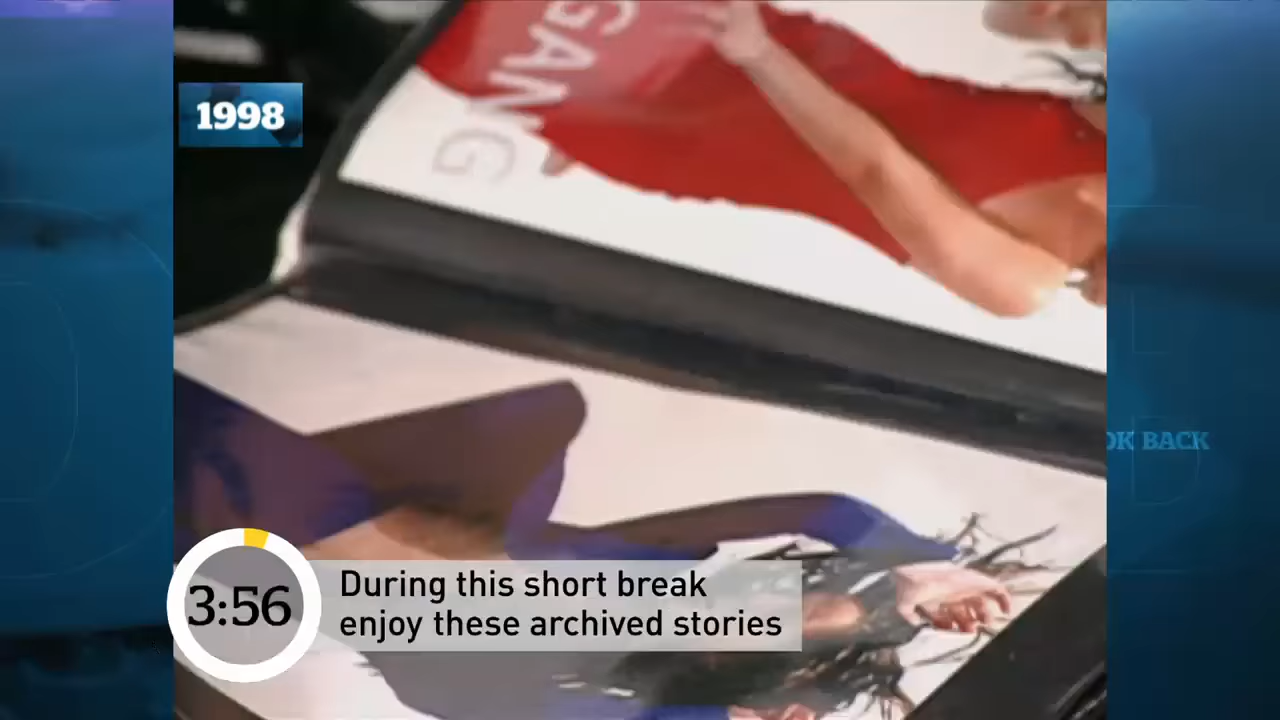 GANG
1998
OK BACK
3:56
During this short break
enjoy these archived stories